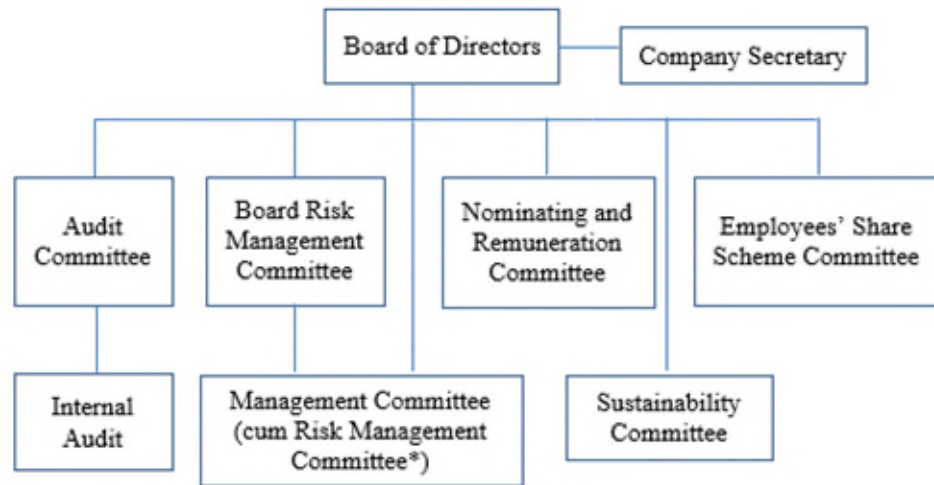 Board of Directors
Company Secretary
Audit
Committee
Board Risk
Management
Committee
Nominating and
Remuneration
Committee
Employees’ Share
Scheme Committee
Internal
Audit
Management Committee
(cum Risk Management
Committee*)
Sustainability
Committee